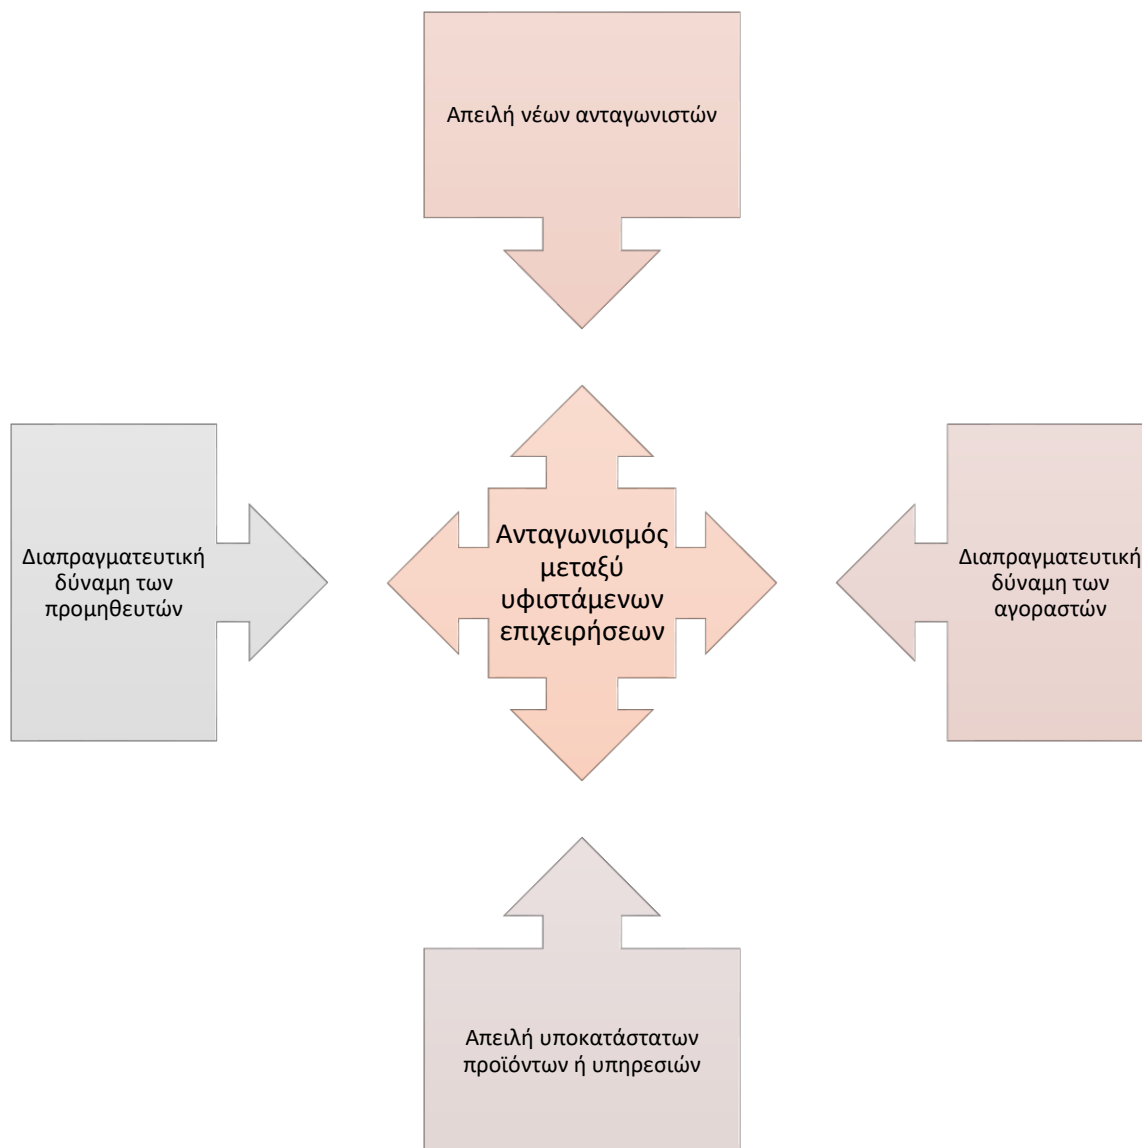 Απειλή νέων ανταγωνιστών
Διαπραγματευτική
δύναμη των
προμηθευτών
Ανταγωνισμός
μεταξύ
υφιστάμενων
επιχειρήσεων
Διαπραγματευτική
δύναμη των
αγοραστών
Απειλή υποκατάστατων
προϊόντων ή υπηρεσιών